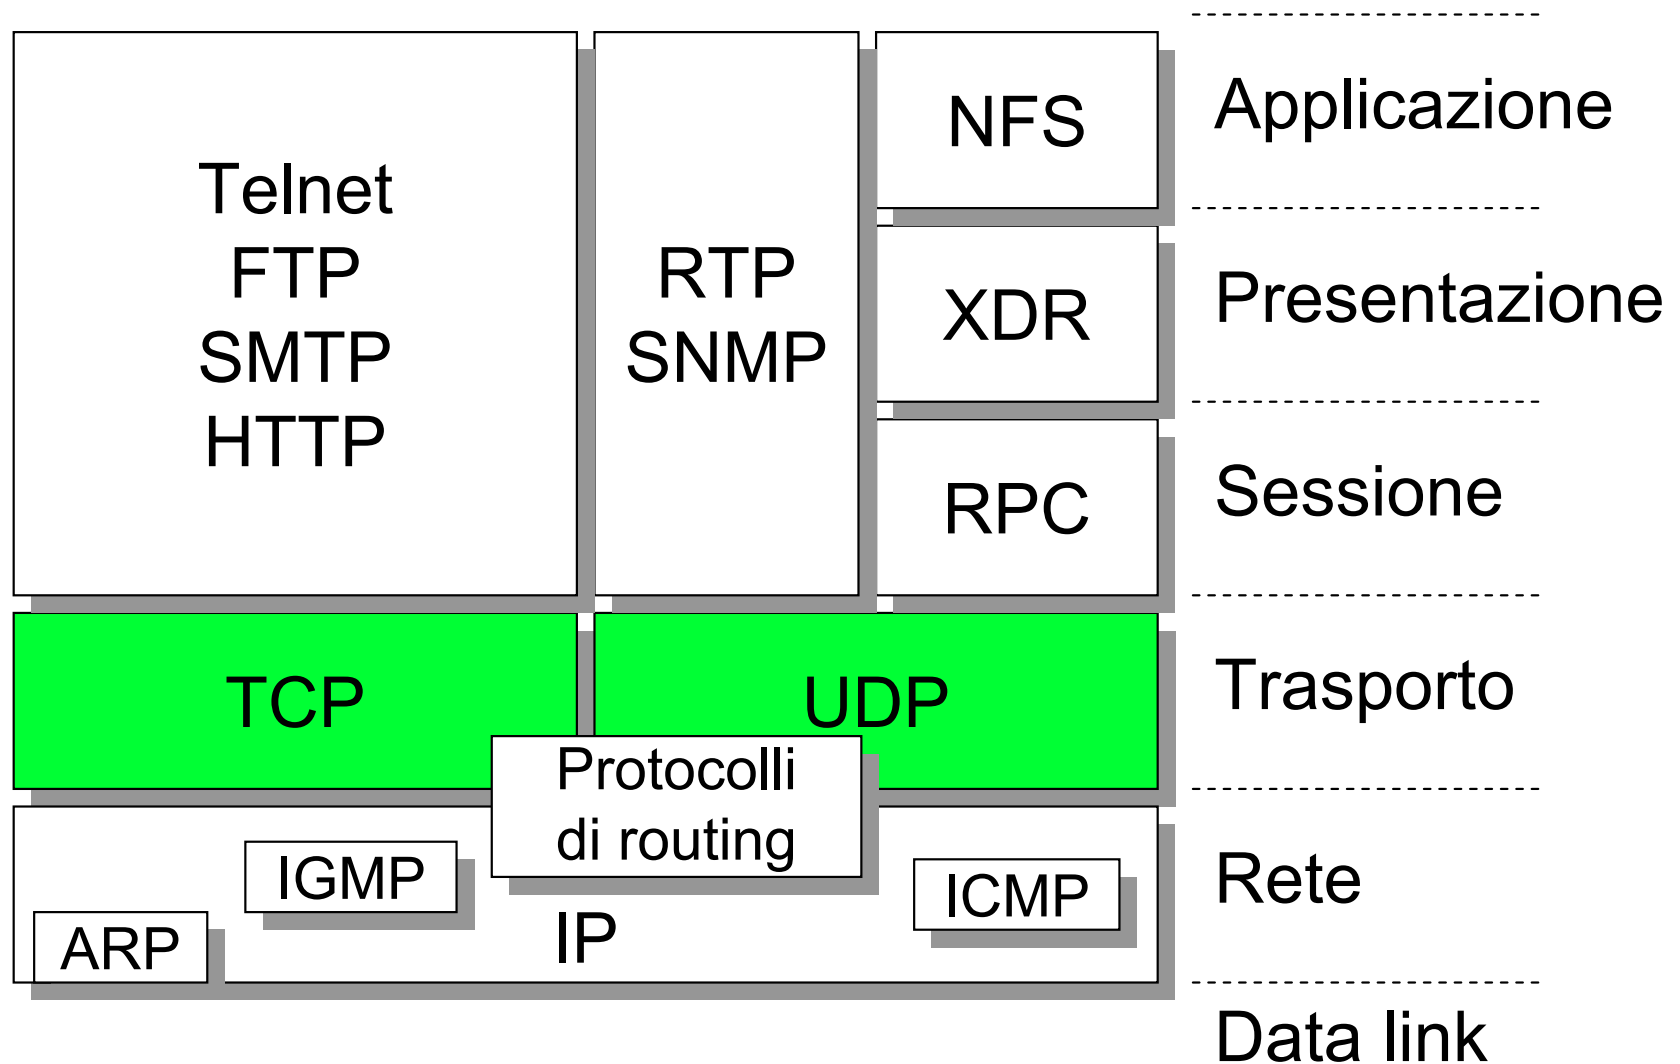 Applicazione
NFS
Telnet
FTP
SMTP
HTTP
RTP
SNMP
XDR
Presentazione
RPC
Sessione
TCP
UDP
Trasporto
Protocolli
di routing
IGMP
ICMP
Rete
ARP
IP
Data link